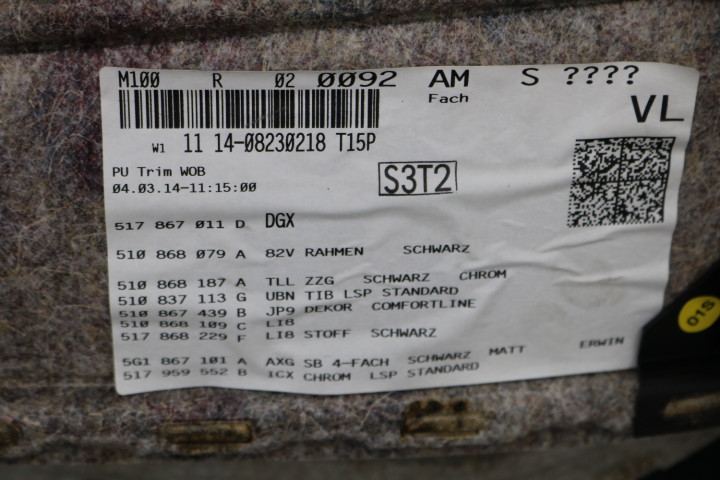 M100 R 02 0092 AM S ????
Fach
VL
W1 11 14-08230218 T15P
PU Trim WOB
04.03.14-11:15:00
S3T2
517 867 011 D DGX
510 868 079 A 82V RAHMEN SCHWARZ
510 868 187 A TLL ZZG SCHWARZ CHROM
510 837 113 G UBN TIB LSP STANDARD
510 867 439 B JP9 DEKOR COMFORTLINE
510 868 109 C LI8
517 868 229 F LI8 STOFF SCHWARZ
5G1 867 101 A AXG SB 4-FACH SCHWARZ MATT ERWIN
517 959 552 B ICX CHROM LSP STANDARD
01S